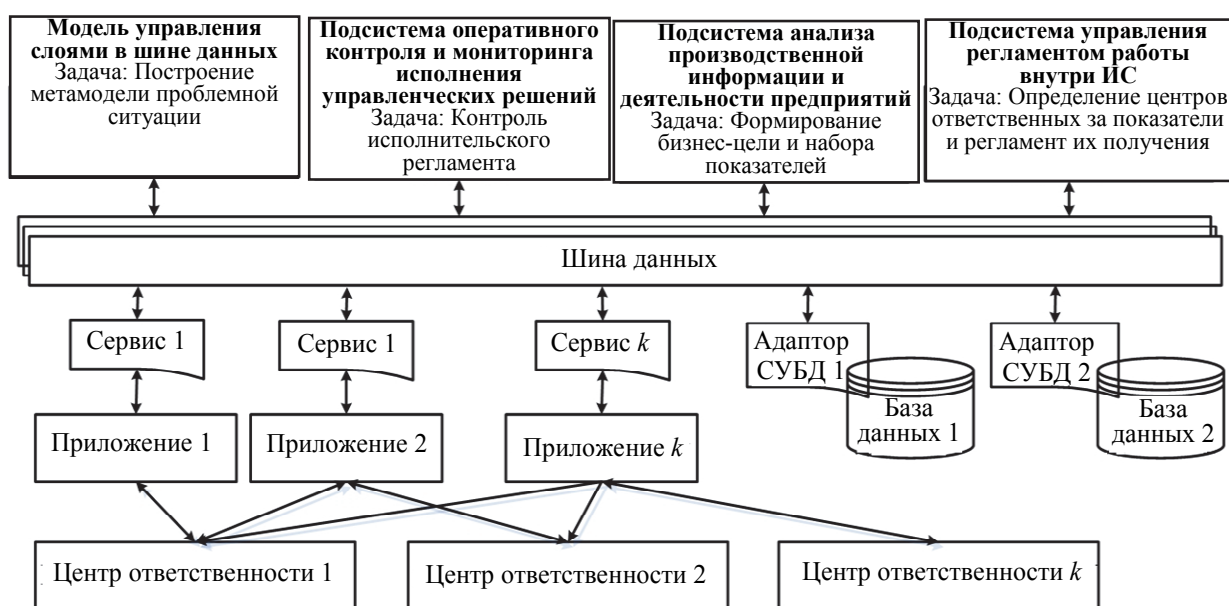 Модель управления
слоями в шине данных
Задача: Построение
метамодели проблемной
ситуации
Подсистема оперативного
контроля и мониторинга
исполнения
управленческих решений
Задача: Контроль
исполнительского
регламента
Подсистема анализа
производственной
информации и
деятельности предприятий
Задача: Формирование
бизнес-цели и набора
показателей
Подсистема управления
регламентом работы
внутри ИС
Задача: Определение центров
ответственных за показатели
и регламент их получения
Шина данных
Сервис 1
Сервис 1
Сервис k
Адаптор
СУБД 1
Адаптор
СУБД 2
База
данных 1
База
данных 2
Приложение 1
Приложение 2
Приложение k
Центр ответственности 1
Центр ответственности 2
Центр ответственности k